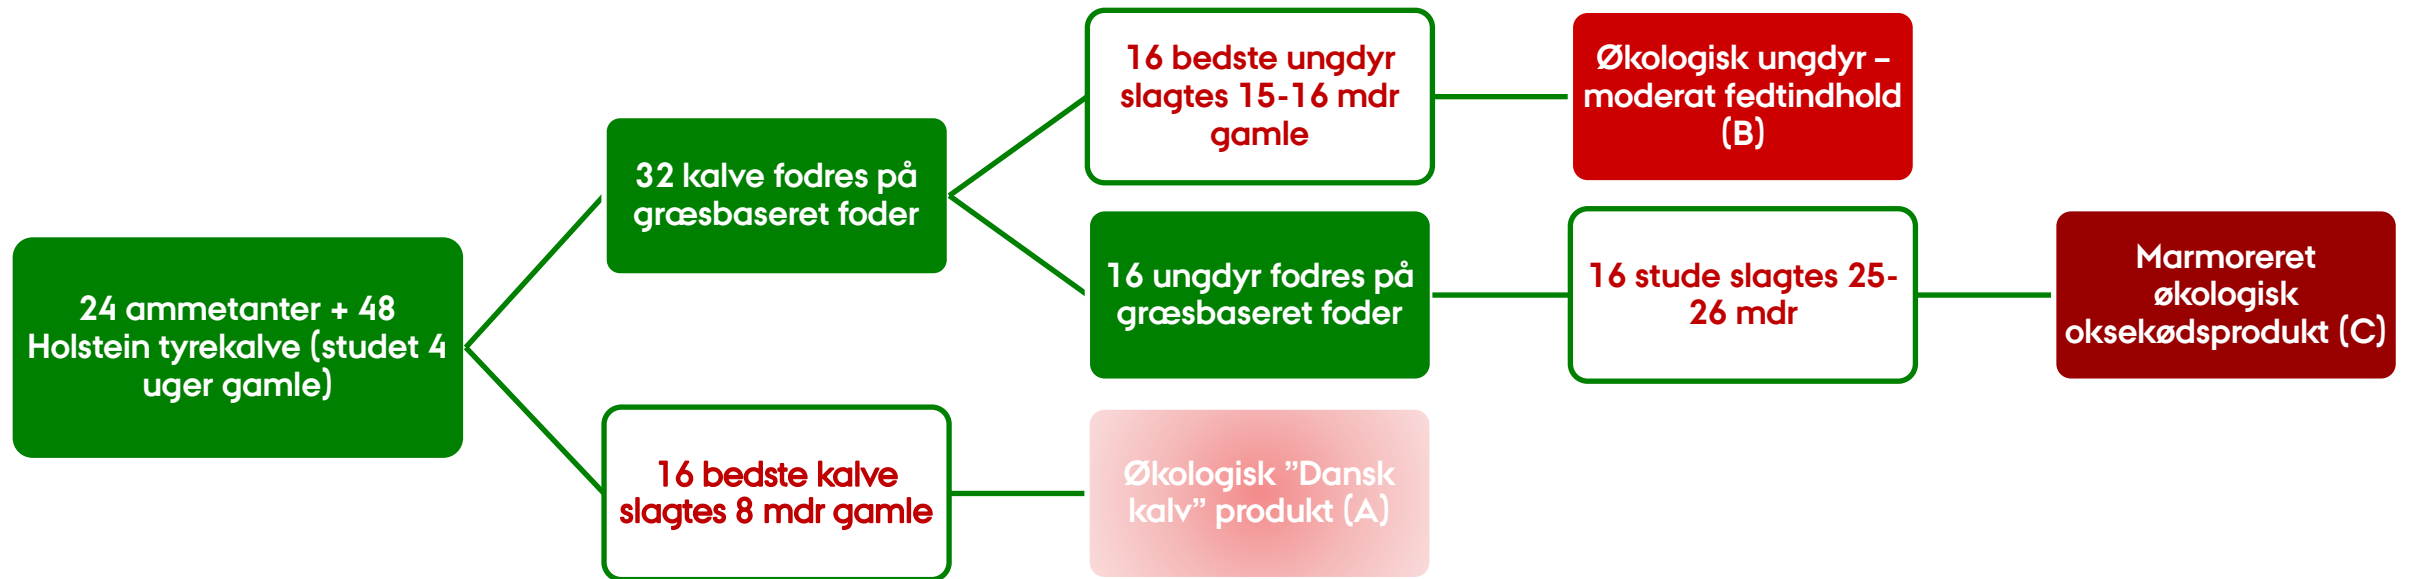 24 ammetanter + 48
Holstein tyrekalve (studet 4
uger gamle)
32 kalve fodres på
græsbaseret foder
16 bedste kalve
slagtes 8 mdr gamle
16 bedste ungdyr
slagtes 15-16 mdr
gamle
16 ungdyr fodres på
græsbaseret foder
Økologisk ”Dansk
kalv” produkt (A)
Økologisk ungdyr –
moderat fedtindhold
(B)
16 stude slagtes 25-
26 mdr
Marmoreret
økologisk
oksekødsprodukt (C)